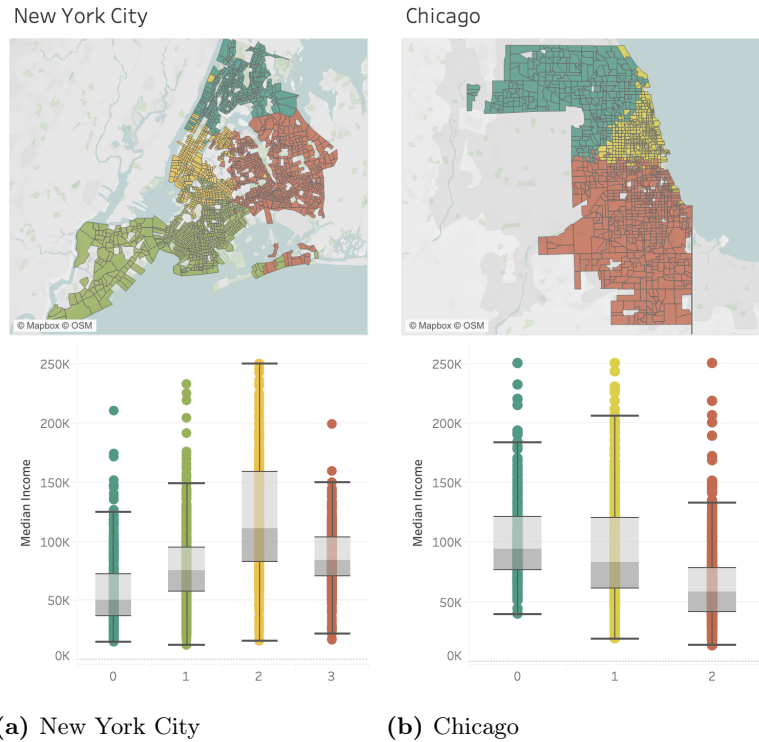 New York City
Chicago
© Mapbox © OSM
© Mapbox © OSM
Median Income
250K
200K
150K
100K
50K
0K
0 1 2 3
Median Income
250K
200K
150K
100K
50K
0K
0 1 2
(a) New York City
(b) Chicago